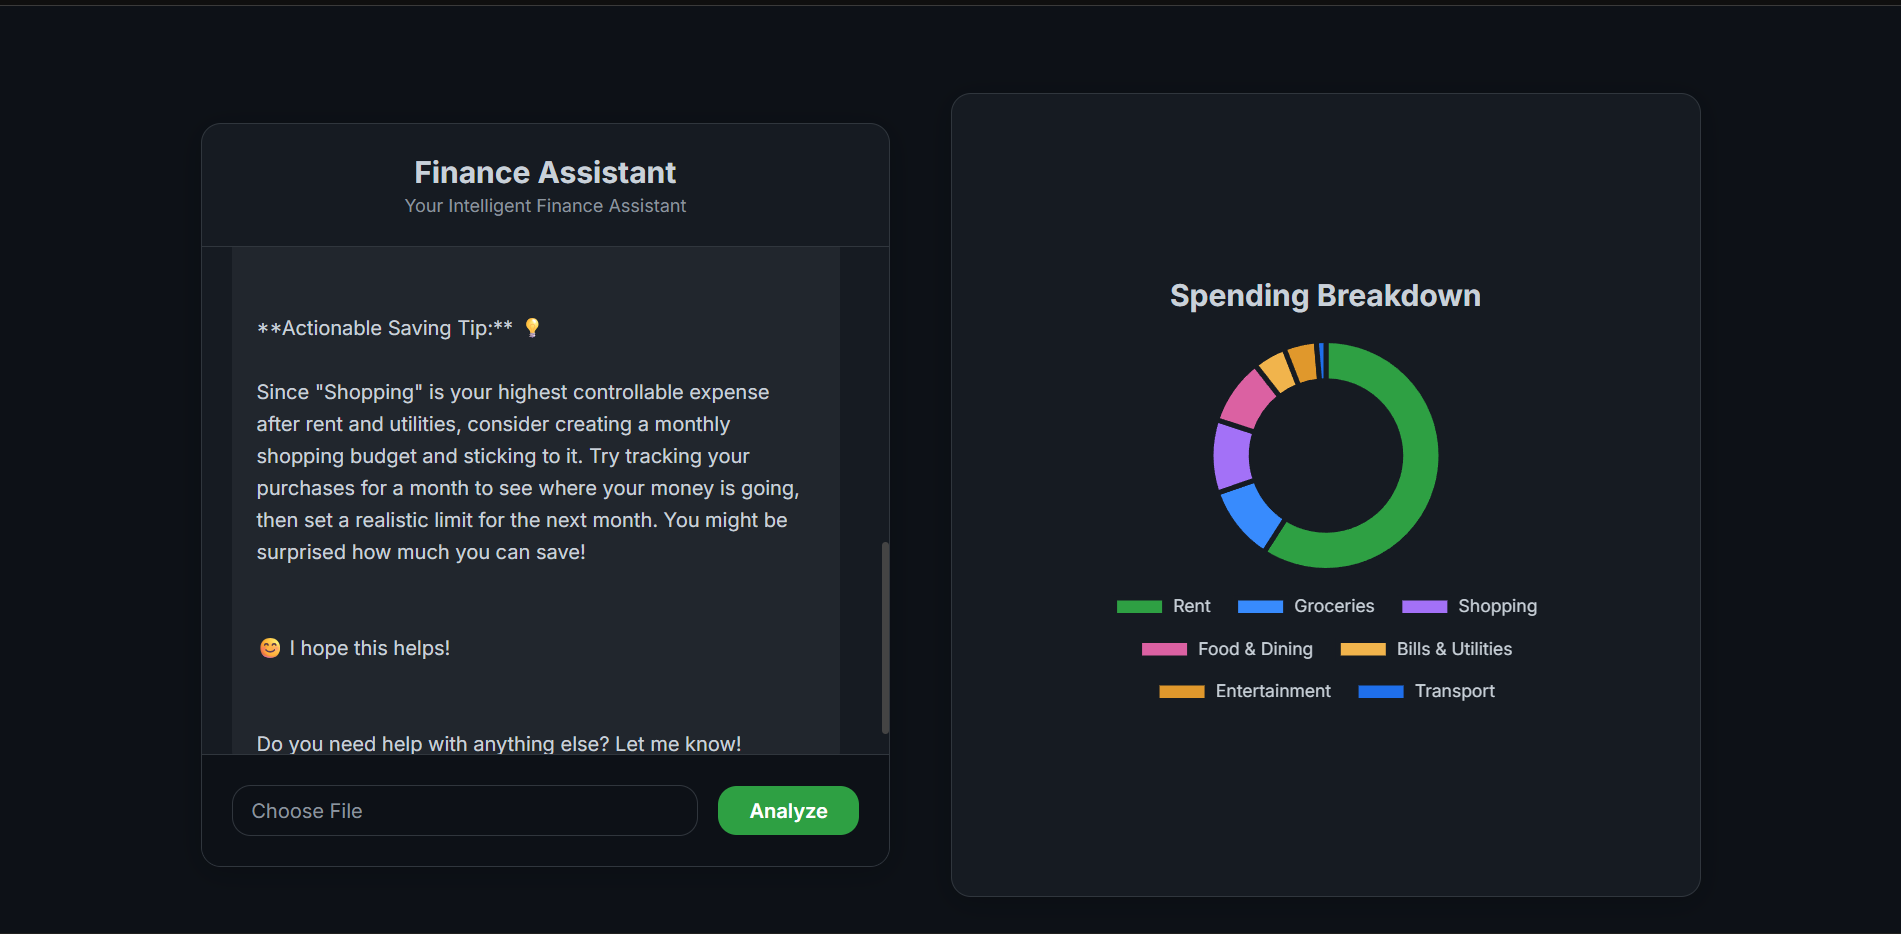 Finance Assistant
Your Intelligent Finance Assistant
**Actionable Saving Tip:** 💡
Since "Shopping" is your highest controllable expense
after rent and utilities, consider creating a monthly
shopping budget and sticking to it. Try tracking your
purchases for a month to see where your money is going,
then set a realistic limit for the next month. You might be
surprised how much you can save!
😊 I hope this helps!
Do you need help with anything else? Let me know!
Choose File
Analyze
Spending Breakdown
Rent Groceries Shopping
Food & Dining Bills & Utilities
Entertainment Transport